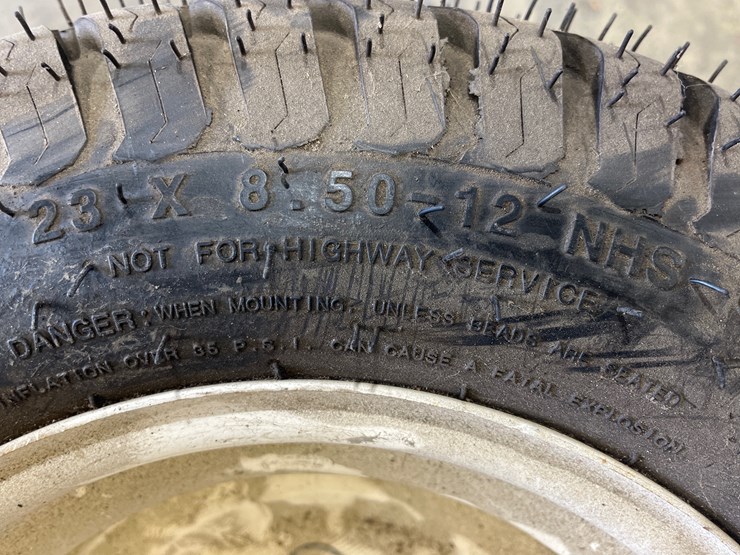 23 X 8.50-12 NHS
NOT FOR HIGHWAY SERVICE
DANGER: WHEN MOUNTING, UNLESS BEADS ARE SEATED
INFLATION OVER 35 P.S.I. CAN CAUSE A FATAL EXPLOSION